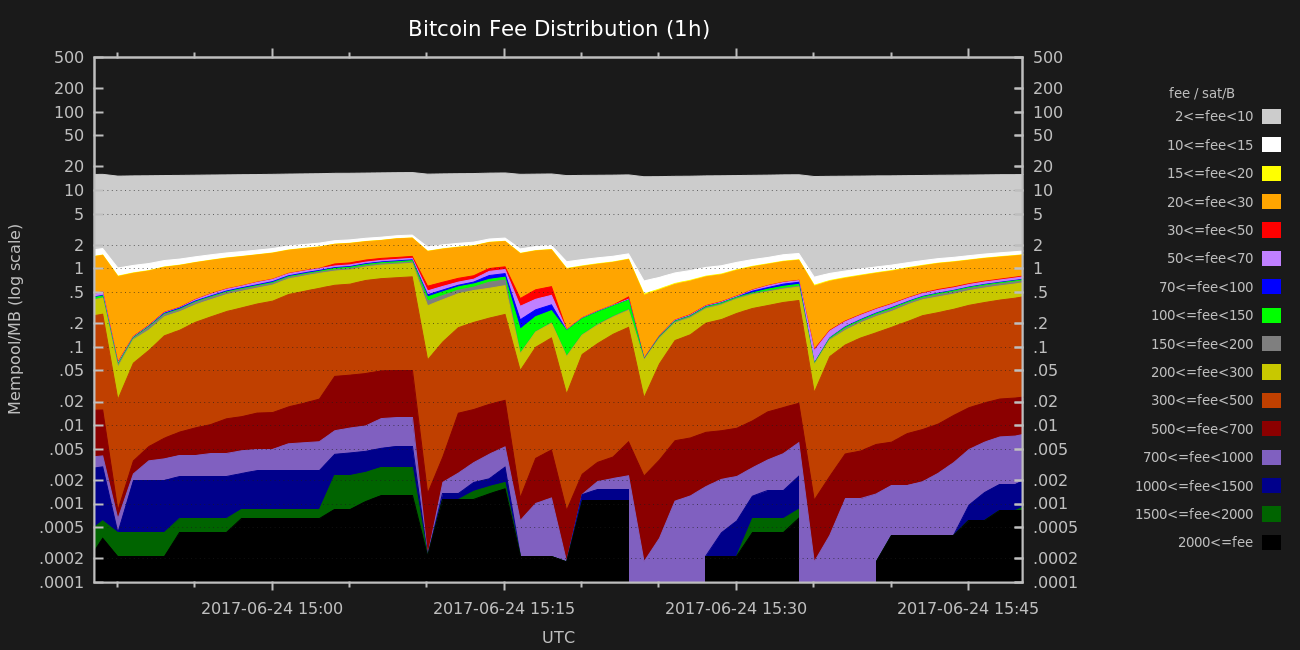 Bitcoin Fee Distribution (1h)
500 500
200 200
100 100
50 50
20 20
10 10
5 5
2 2
1 1
.5 .5
.2 .2
.1 .1
.05 .05
.02 .02
.01 .01
.005 .005
.002 .002
.001 .001
.0005 .0005
.0002 .0002
.0001 .0001
Mempool/MB (log scale)
2017-06-24 15:00 2017-06-24 15:15 2017-06-24 15:30 2017-06-24 15:45
UTC
fee / sat/B
2<=fee<10
10<=fee<15
15<=fee<20
20<=fee<30
30<=fee<50
50<=fee<70
70<=fee<100
100<=fee<150
150<=fee<200
200<=fee<300
300<=fee<500
500<=fee<700
700<=fee<1000
1000<=fee<1500
1500<=fee<2000
2000<=fee